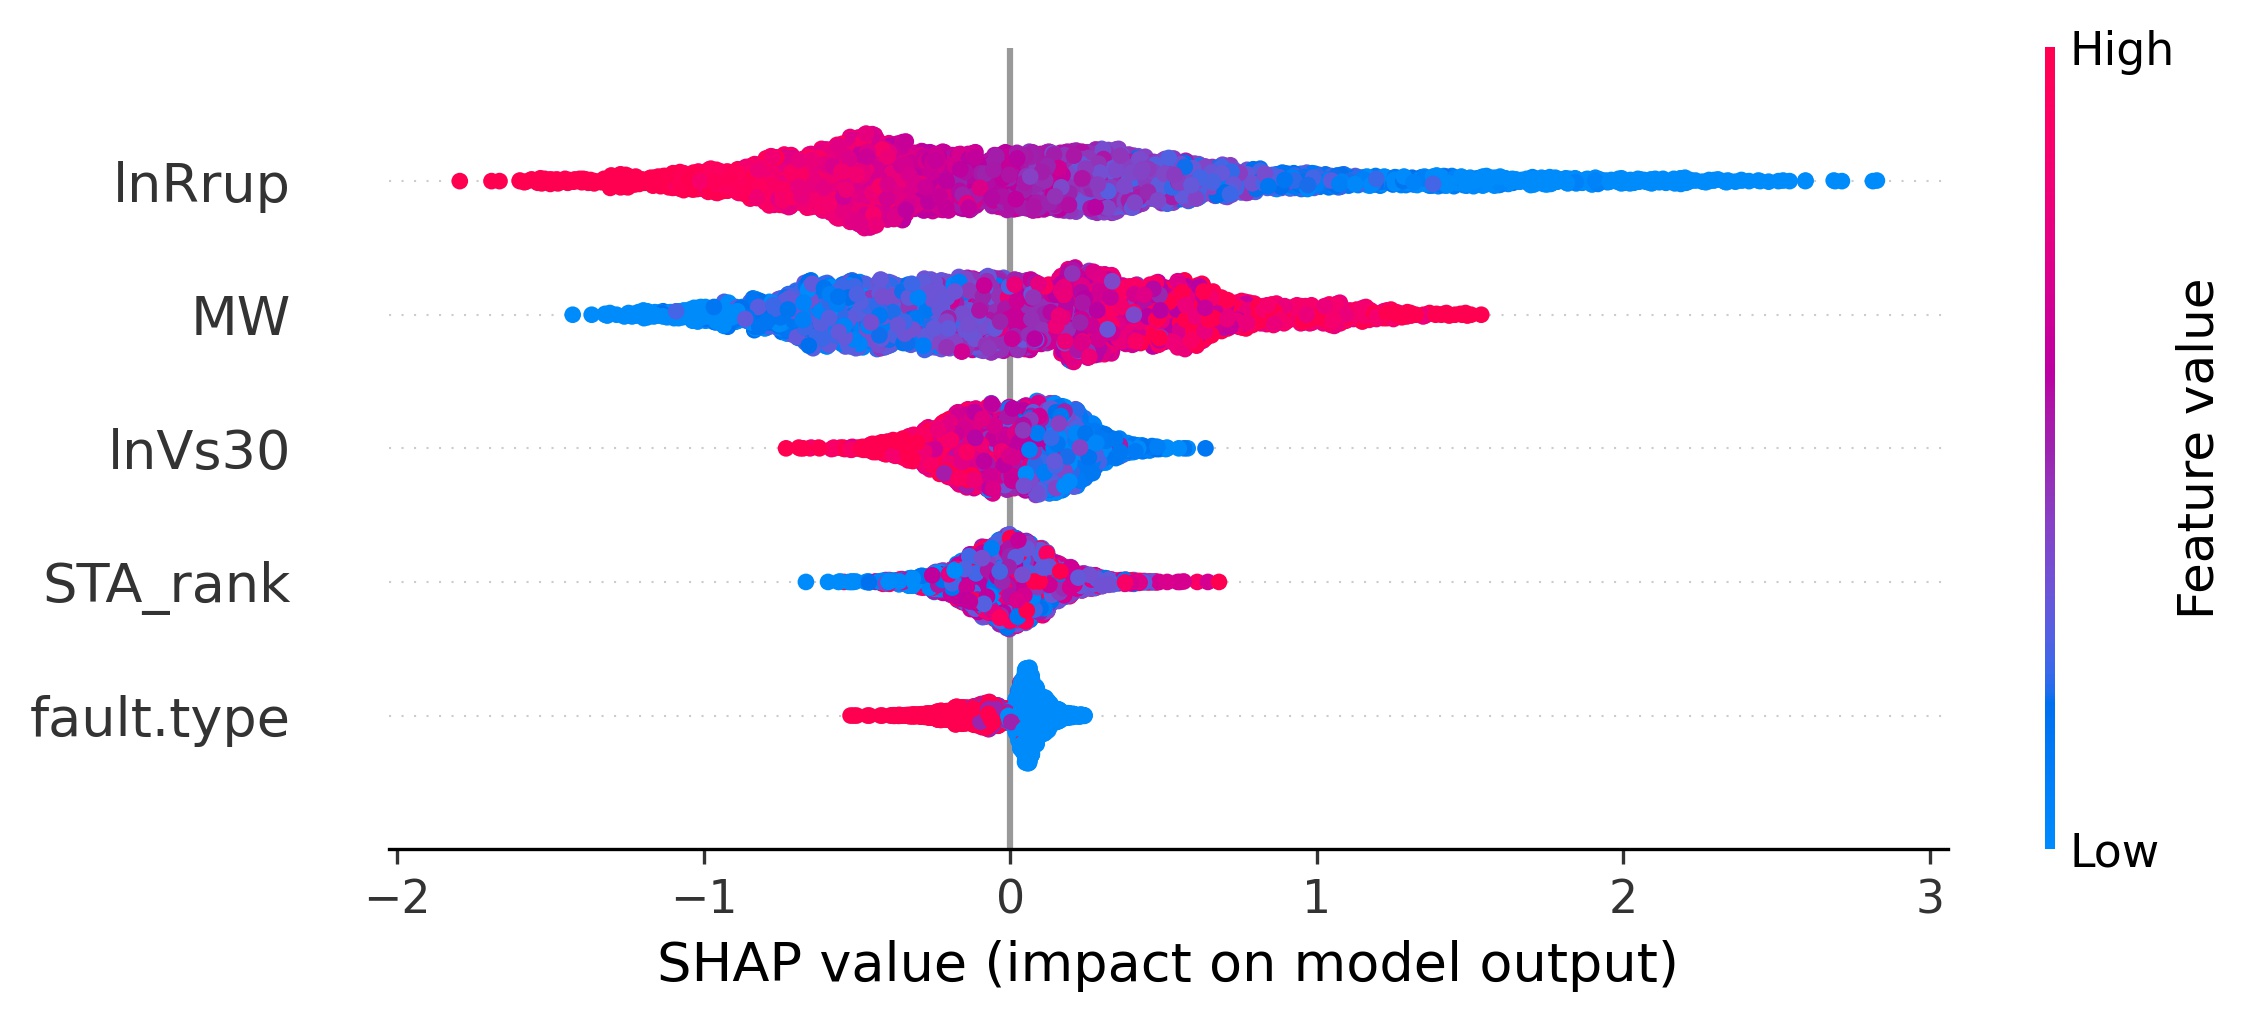 High
lnRrup
MW
lnVs30
STA_rank
fault.type
Feature value
Low
−2 −1 0 1 2 3
SHAP value (impact on model output)